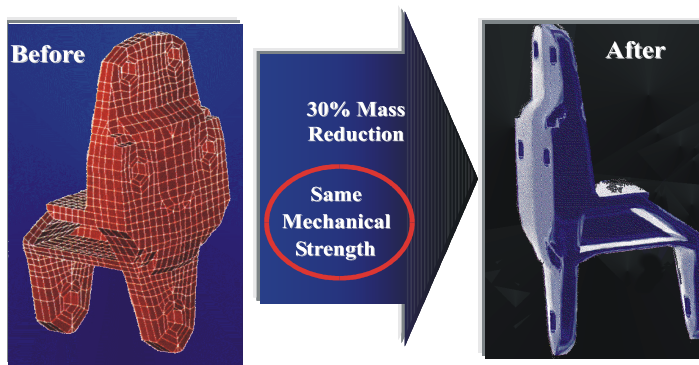 Before
30% Mass
Reduction
Same
Mechanical
Strength
After